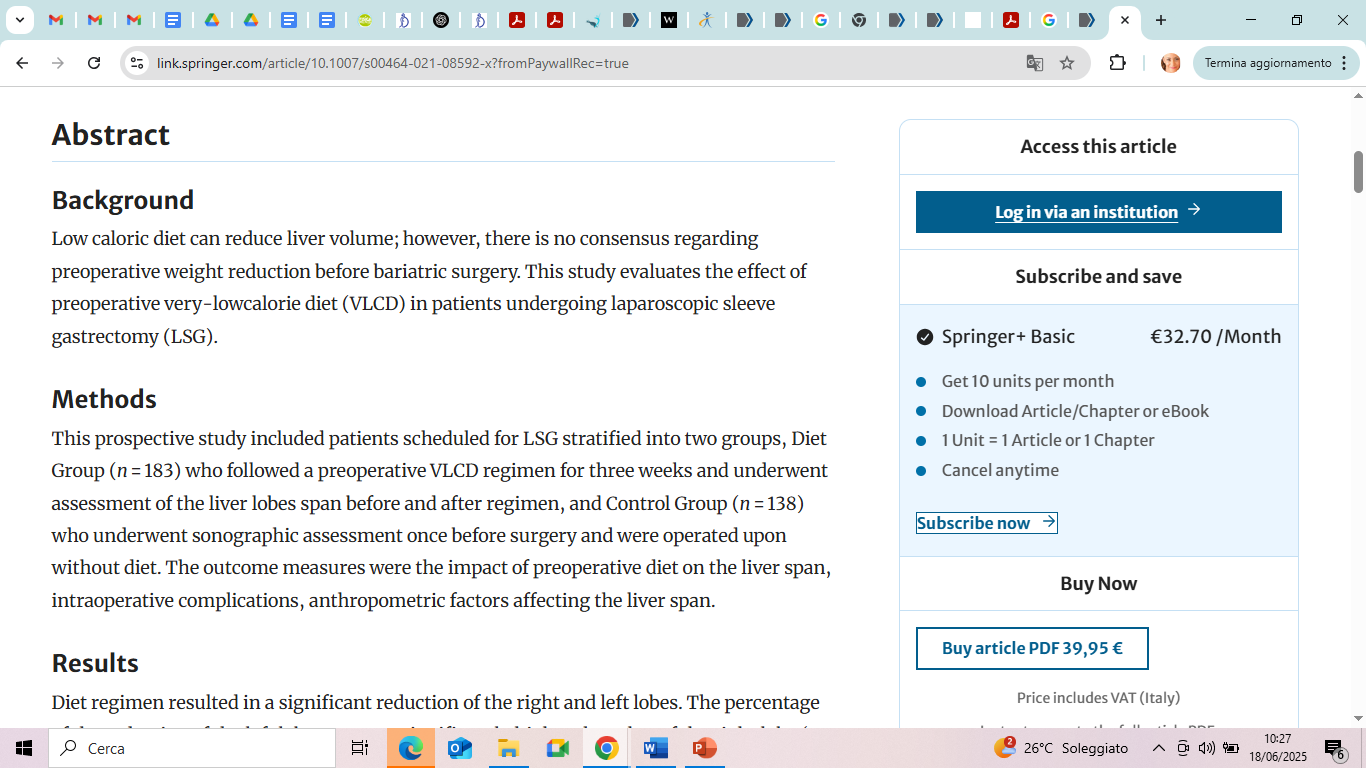 link.springer.com/article/10.1007/s00464-021-08592-x?fromPaywallRec=true
Termina aggiornamento
Abstract
Background
Low caloric diet can reduce liver volume; however, there is no consensus regarding
preoperative weight reduction before bariatric surgery. This study evaluates the effect of
preoperative very-lowcalorie diet (VLCD) in patients undergoing laparoscopic sleeve
gastrectomy (LSG).
Methods
This prospective study included patients scheduled for LSG stratified into two groups, Diet
Group (n = 183) who followed a preoperative VLCD regimen for three weeks and underwent
assessment of the liver lobes span before and after regimen, and Control Group (n = 138)
who underwent sonographic assessment once before surgery and were operated upon
without diet. The outcome measures were the impact of preoperative diet on the liver span,
intraoperative complications, anthropometric factors affecting the liver span.
Results
Diet regimen resulted in a significant reduction of the right and left lobes. The percentage
Access this article
Log in via an institution →
Subscribe and save
Springer+ Basic €32.70 /Month
Get 10 units per month
Download Article/Chapter or eBook
1 Unit = 1 Article or 1 Chapter
Cancel anytime
Subscribe now →
Buy Now
Buy article PDF 39,95 €
Price includes VAT (Italy)
Cerca
2
26°C Soleggiato
10:27
18/06/2025
6